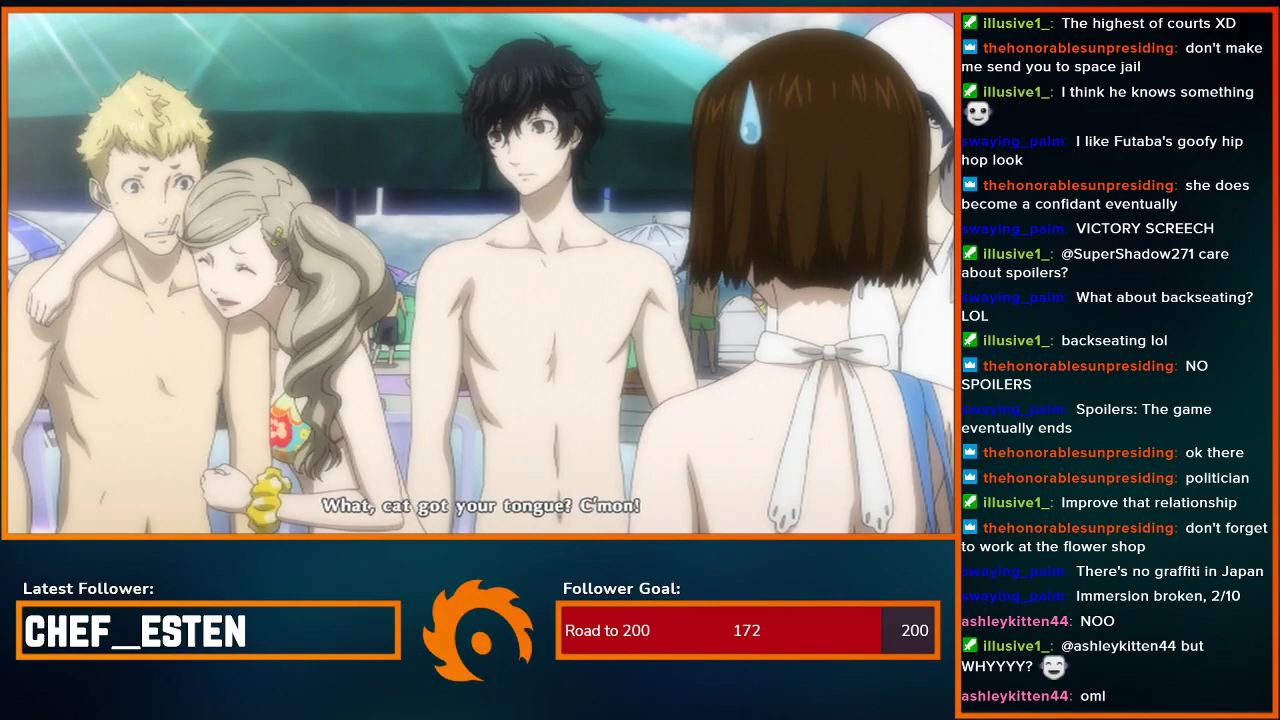 What, cat got your tongue? C'mon!
Latest Follower:
CHEF_ESTEN
Follower Goal:
Road to 200 172 200
illusive1_: The highest of courts XD
thehonorablesunpresiding: don't make
me send you to space jail
illusive1_: I think he knows something
swaying_palm: I like Futaba's goofy hip
hop look
thehonorablesunpresiding: she does
become a confidant eventually
swaying_palm: VICTORY SCREECH
illusive1_: @SuperShadow271 care
about spoilers?
swaying_palm: What about backseating?
LOL
illusive1_: backseating lol
thehonorablesunpresiding: NO
SPOILERS
swaying_palm: Spoilers: The game
eventually ends
thehonorablesunpresiding: ok there
thehonorablesunpresiding: politician
illusive1_: Improve that relationship
thehonorablesunpresiding: don't forget
to work at the flower shop
swaying_palm: There's no graffiti in Japan
swaying_palm: Immersion broken, 2/10
ashleykitten44: NOO
illusive1_: @ashleykitten44 but
WHYYYY?
ashleykitten44: oml